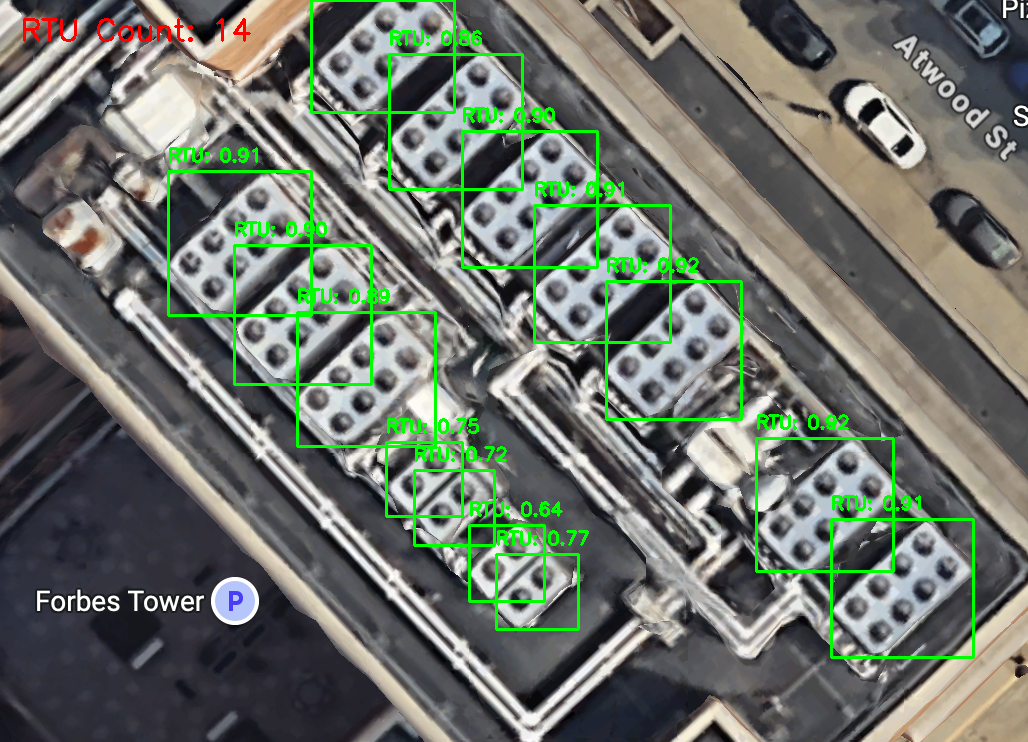 RTU Count: 14
Pi
RTU: 0.86
Atwood St
S
RTU: 0.90
RTU: 0.91
RTU: 0.91
RTU: 0.90
RTU: 0.92
RTU: 0.89
RTU: 0.92
RTU: 0.75
RTU: 0.72
RTU: 0.91
RTU: 0.64
RTU: 0.77
Forbes Tower P